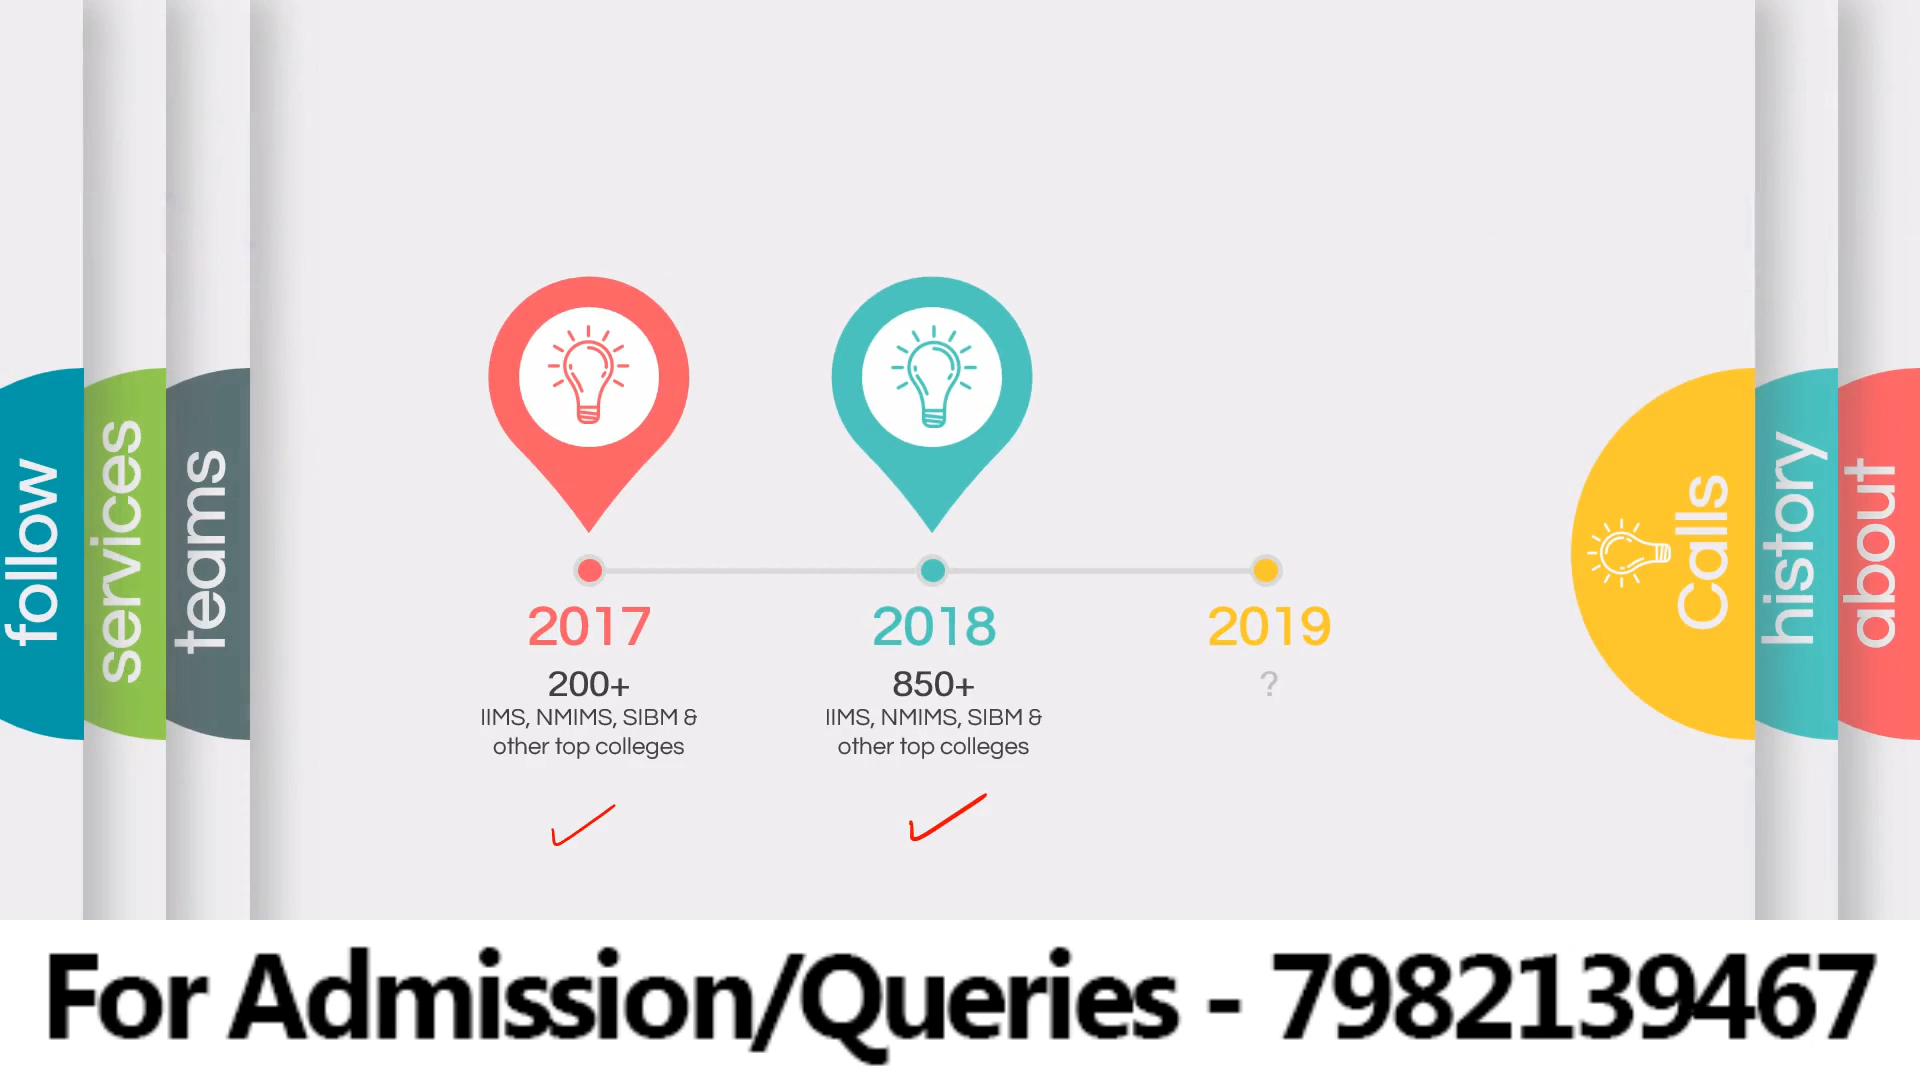 follow
services
teams
2017
200+
IIMS, NMIMS, SIBM &
other top colleges
2018
850+
IIMS, NMIMS, SIBM &
other top colleges
2019
?
Calls
history
about
For Admission/Queries - 7982139467